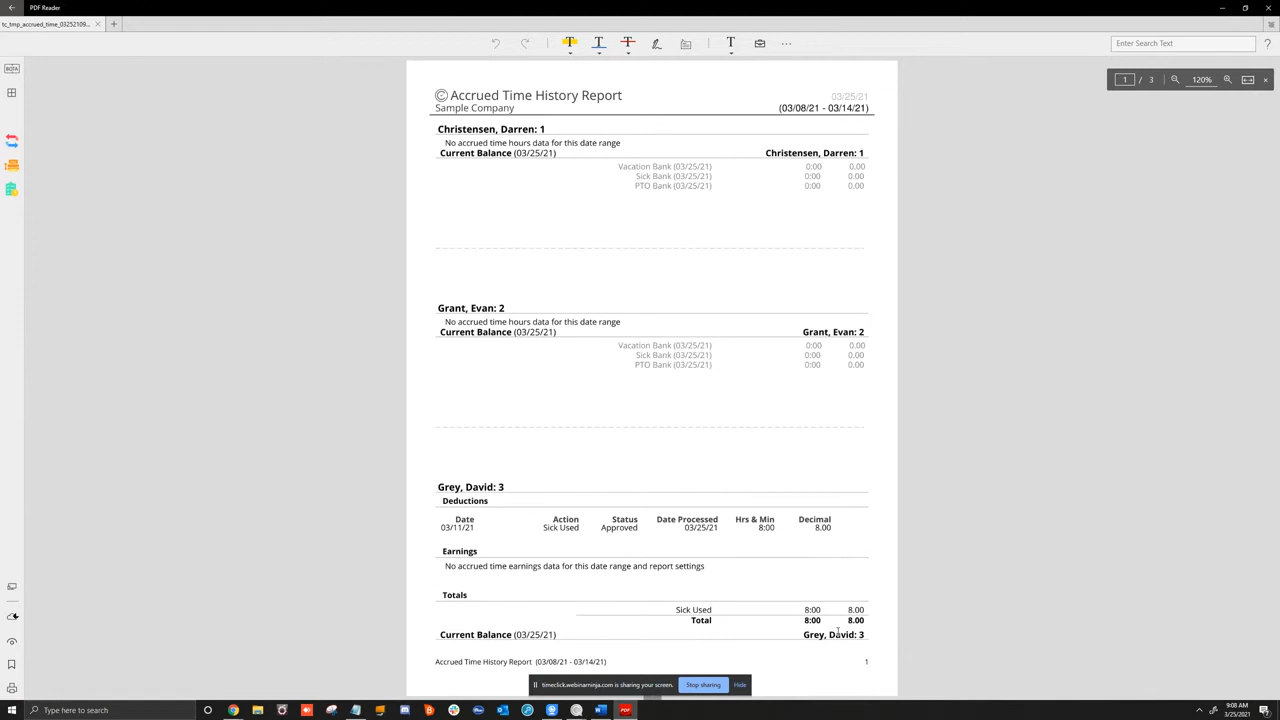 PDF Reader
tc_tmp_accrued_time_03252109...
Enter Search Text
1 / 3 120%
Accrued Time History Report 03/25/21
Sample Company (03/08/21 - 03/14/21)
Christensen, Darren: 1
No accrued time hours data for this date range
Current Balance (03/25/21) Christensen, Darren: 1
Vacation Bank (03/25/21) 0:00 0.00
Sick Bank (03/25/21) 0:00 0.00
PTO Bank (03/25/21) 0:00 0.00
Grant, Evan: 2
No accrued time hours data for this date range
Current Balance (03/25/21) Grant, Evan: 2
Vacation Bank (03/25/21) 0:00 0.00
Sick Bank (03/25/21) 0:00 0.00
PTO Bank (03/25/21) 0:00 0.00
Grey, David: 3
Deductions
Date Action Status Date Processed Hrs & Min Decimal
03/11/21 Sick Used Approved 03/25/21 8:00 8.00
Earnings
No accrued time earnings data for this date range and report settings
Totals
Sick Used 8:00 8.00
Total 8:00 8.00
Current Balance (03/25/21) Grey, David: 3
Accrued Time History Report (03/08/21 - 03/14/21) 1
timeclick.webinarninja.com is sharing your screen. Stop sharing Hide
Type here to search
9:08 AM
3/25/2021